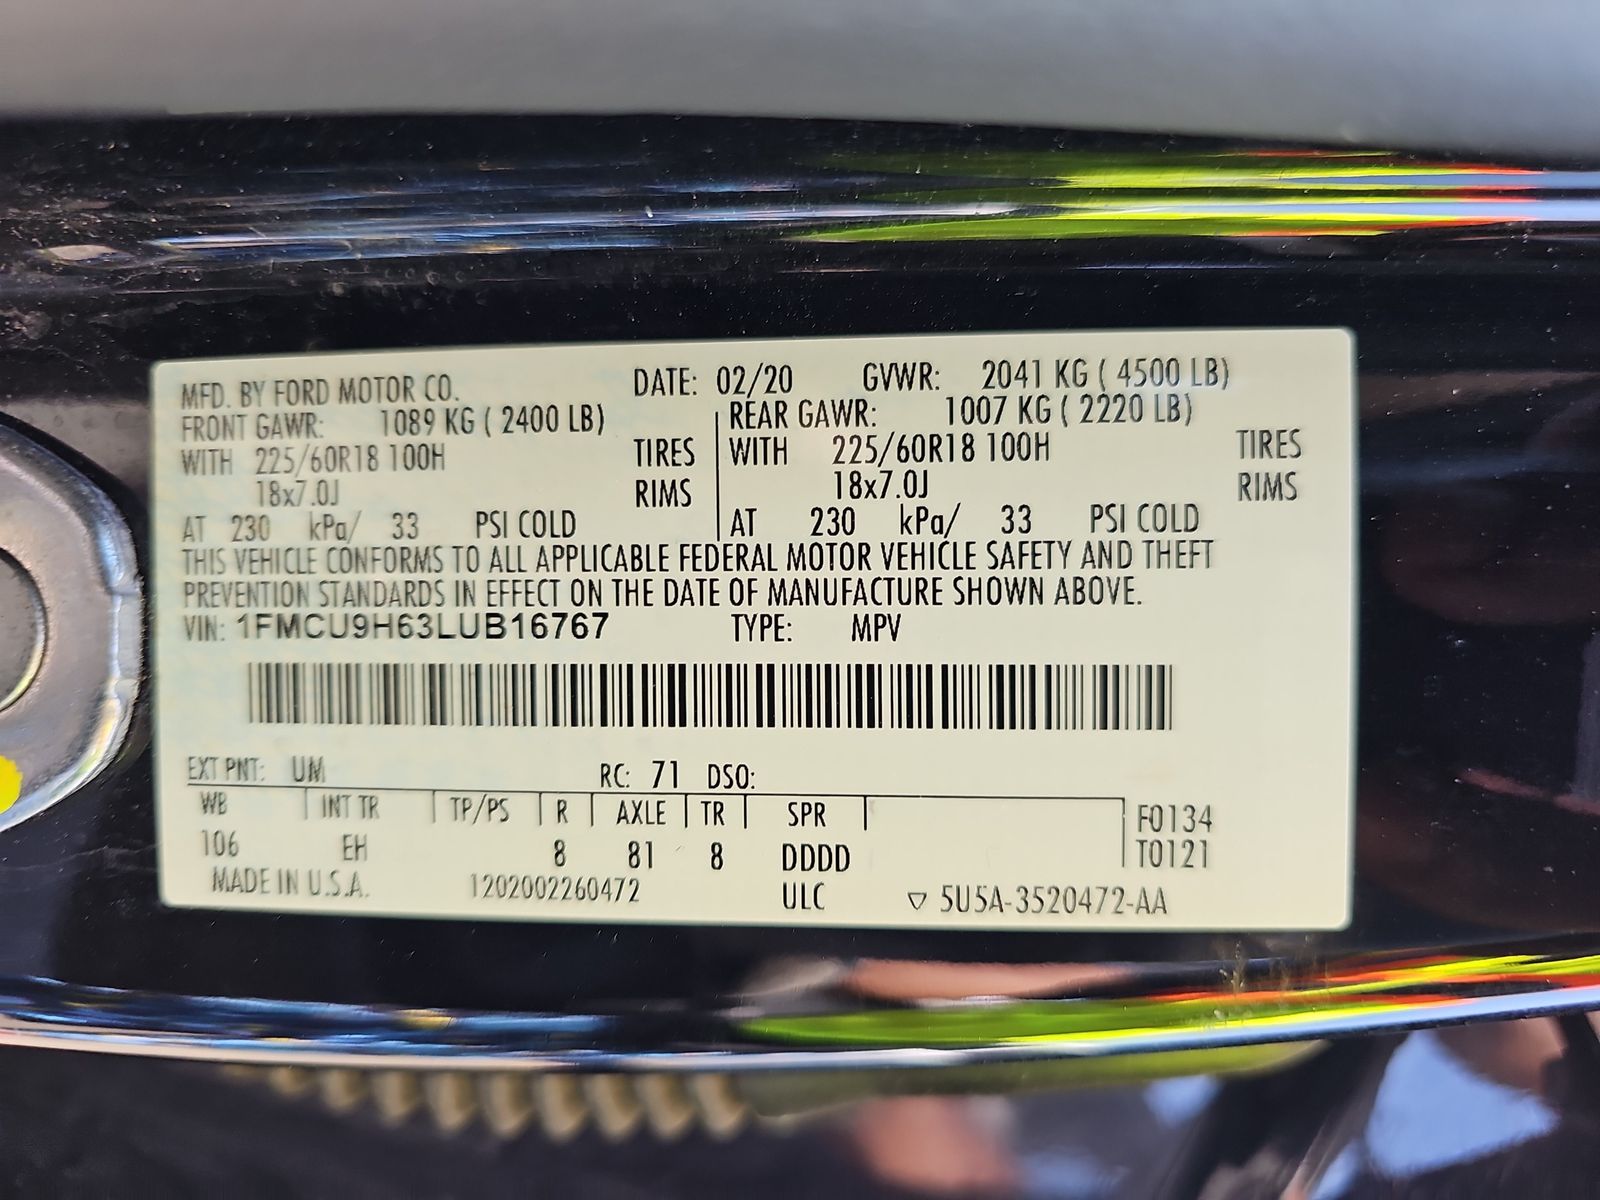 MFD. BY FORD MOTOR CO. DATE: 02/20 GVWR: 2041 KG ( 4500 LB)
FRONT GAWR: 1089 KG ( 2400 LB) REAR GAWR: 1007 KG ( 2220 LB)
WITH 225/60R18 100H TIRES WITH 225/60R18 100H TIRES
18x7.0J RIMS 18x7.0J RIMS
AT 230 kPa/ 33 PSI COLD AT 230 kPa/ 33 PSI COLD
THIS VEHICLE CONFORMS TO ALL APPLICABLE FEDERAL MOTOR VEHICLE SAFETY AND THEFT
PREVENTION STANDARDS IN EFFECT ON THE DATE OF MANUFACTURE SHOWN ABOVE.
VIN: 1FMCU9H63LUB16767 TYPE: MPV
EXT PNT: UM RC: 71 DSO:
WB INT TR TP/PS R AXLE TR SPR F0134
106 EH 8 81 8 DDDD T0121
MADE IN U.S.A. 1202002260472 ULC ▽ 5U5A-3520472-AA